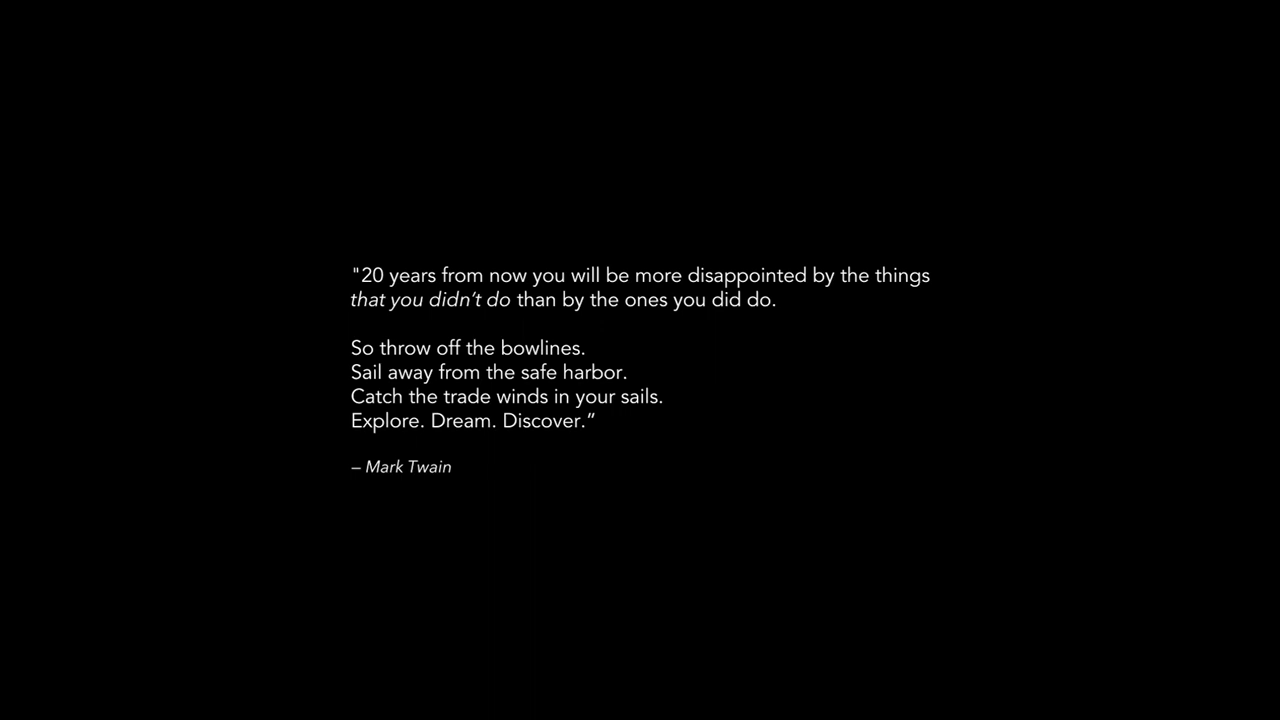 "20 years from now you will be more disappointed by the things
that you didn’t do than by the ones you did do.
So throw off the bowlines.
Sail away from the safe harbor.
Catch the trade winds in your sails.
Explore. Dream. Discover.”
– Mark Twain